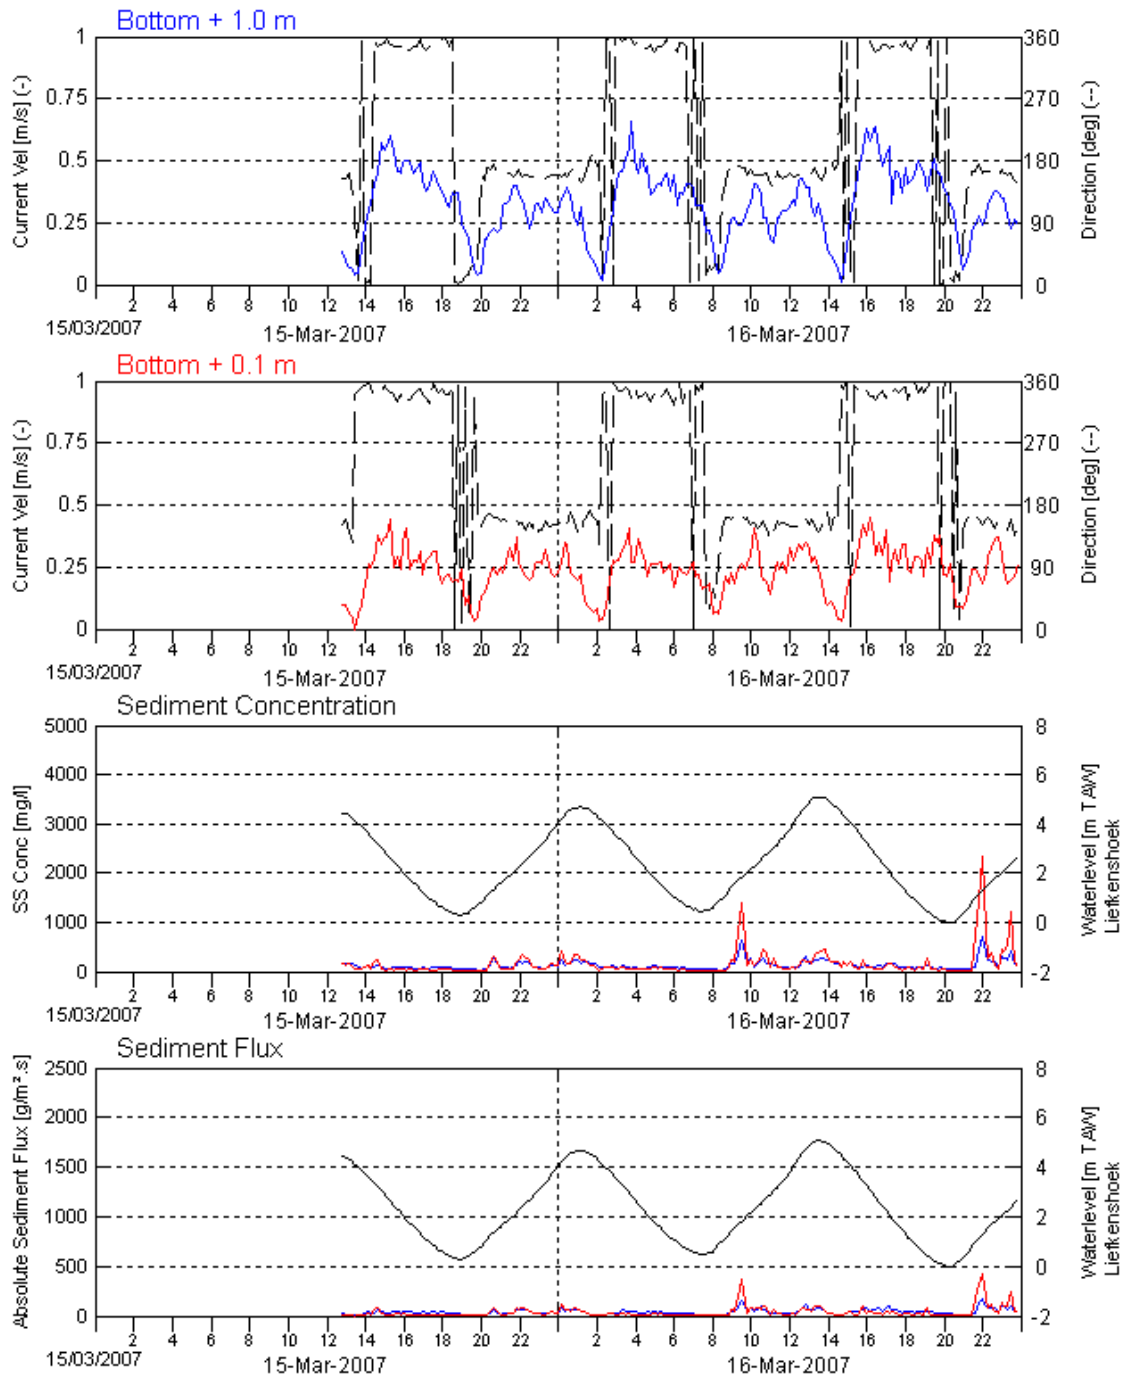 Bottom + 1.0 m
1
0.75
0.5
0.25
0
Current Vel [m/s] (-)
360
270
180
90
0
Direction [deg] (--)
2 4 6 8 10 12 14 16 18 20 22 2 4 6 8 10 12 14 16 18 20 22
15/03/2007
15-Mar-2007 16-Mar-2007
Bottom + 0.1 m
1
0.75
0.5
0.25
0
Current Vel [m/s] (-)
360
270
180
90
0
Direction [deg] (--)
2 4 6 8 10 12 14 16 18 20 22 2 4 6 8 10 12 14 16 18 20 22
15/03/2007
15-Mar-2007 16-Mar-2007
Sediment Concentration
5000
4000
3000
2000
1000
0
SS Conc [mg/l]
8
6
4
2
0
-2
Waterlevel [m TAW]
Liefkenshoek
2 4 6 8 10 12 14 16 18 20 22 2 4 6 8 10 12 14 16 18 20 22
15/03/2007
15-Mar-2007 16-Mar-2007
Sediment Flux
2500
2000
1500
1000
500
0
Absolute Sediment Flux [g/m².s]
8
6
4
2
0
-2
Waterlevel [m TAW]
Liefkenshoek
2 4 6 8 10 12 14 16 18 20 22 2 4 6 8 10 12 14 16 18 20 22
15/03/2007
15-Mar-2007 16-Mar-2007